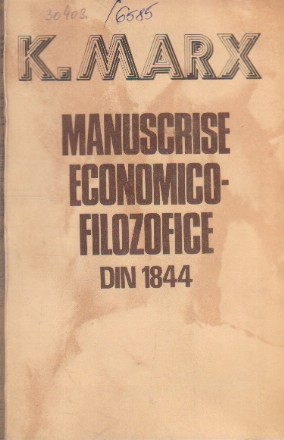 30402 /6585
K. MARX
MANUSCRISE
ECONOMICO-
FILOZOFICE
DIN 1844